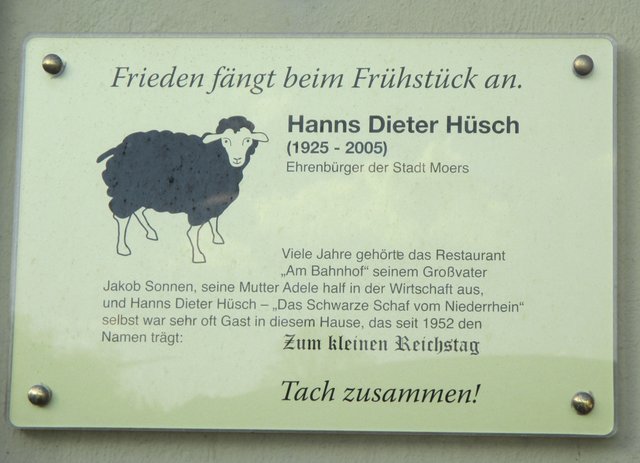 Frieden fängt beim Frühstück an.
Hanns Dieter Hüsch
(1925 - 2005)
Ehrenbürger der Stadt Moers
Viele Jahre gehörte das Restaurant
„Am Bahnhof“ seinem Großvater
Jakob Sonnen, seine Mutter Adele half in der Wirtschaft aus,
und Hanns Dieter Hüsch – „Das Schwarze Schaf vom Niederrhein“
selbst war sehr oft Gast in diesem Hause, das seit 1952 den
Namen trägt: Zum kleinen Reichstag
Tach zusammen!